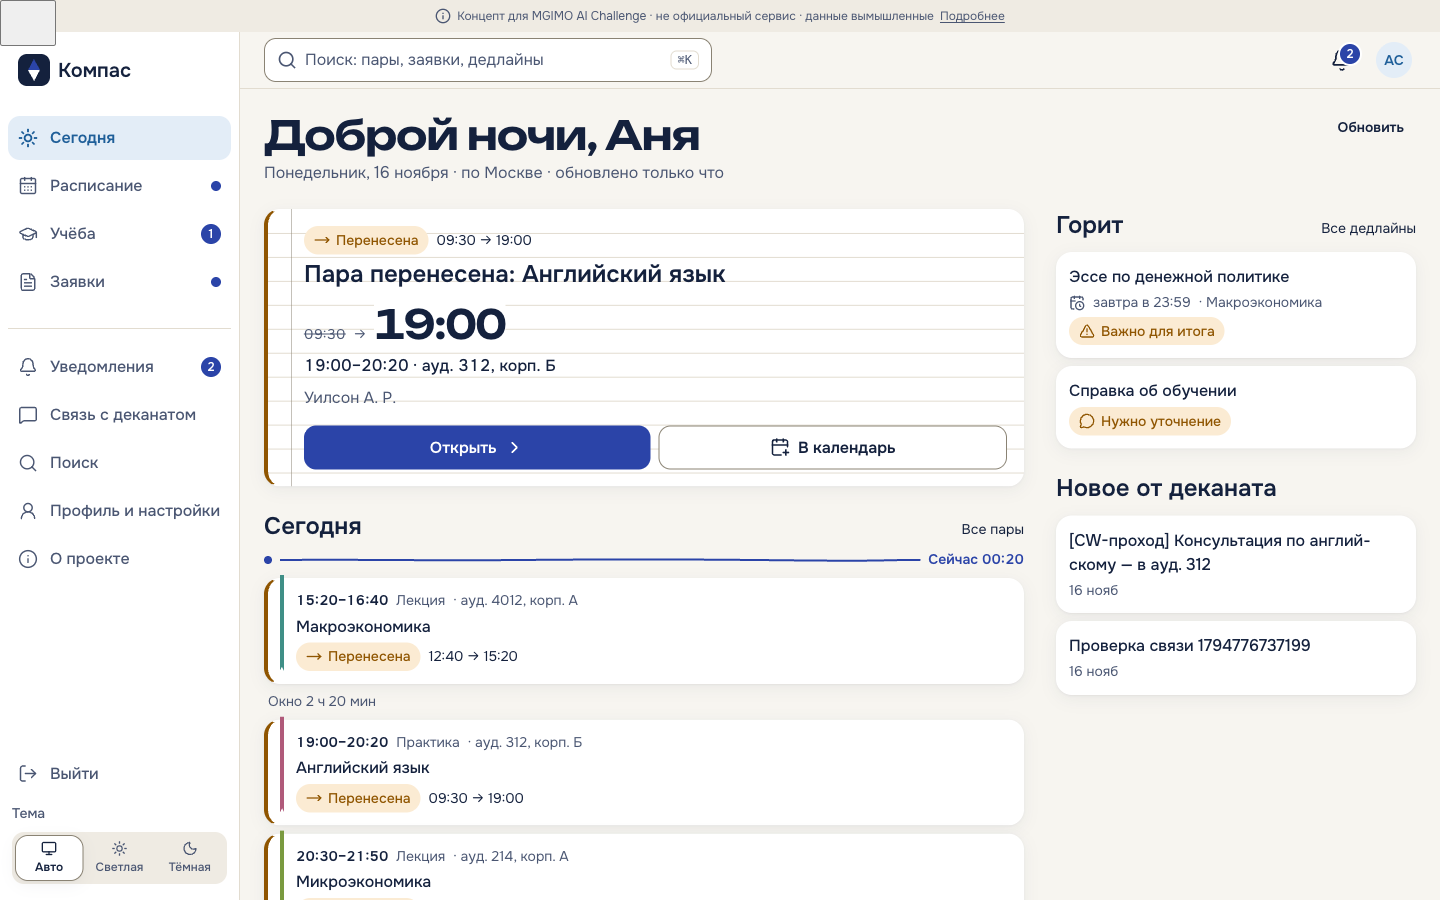 Концепт для MGIMO AI Challenge · не официальный сервис · данные вымышленные Подробнее
Компас
Сегодня
Расписание
Учёба 1
Заявки
Уведомления 2
Связь с деканатом
Поиск
Профиль и настройки
О проекте
Выйти
Тема
Авто
Светлая
Тёмная
Поиск: пары, заявки, дедлайны ⌘K
2
АС
Доброй ночи, Аня
Обновить
Понедельник, 16 ноября · по Москве · обновлено только что
→ Перенесена 09:30 → 19:00
Пара перенесена: Английский язык
09:30 → 19:00
19:00–20:20 · ауд. 312, корп. Б
Уилсон А. Р.
Открыть
В календарь
Сегодня
Все пары
Сейчас 00:20
15:20–16:40 Лекция · ауд. 4012, корп. А
Макроэкономика
→ Перенесена 12:40 → 15:20
Окно 2 ч 20 мин
19:00–20:20 Практика · ауд. 312, корп. Б
Английский язык
→ Перенесена 09:30 → 19:00
20:30–21:50 Лекция · ауд. 214, корп. А
Микроэкономика
Горит
Все дедлайны
Эссе по денежной политике
завтра в 23:59 · Макроэкономика
Важно для итога
Справка об обучении
Нужно уточнение
Новое от деканата
[CW-проход] Консультация по англий-
скому — в ауд. 312
16 нояб
Проверка связи 1794776737199
16 нояб